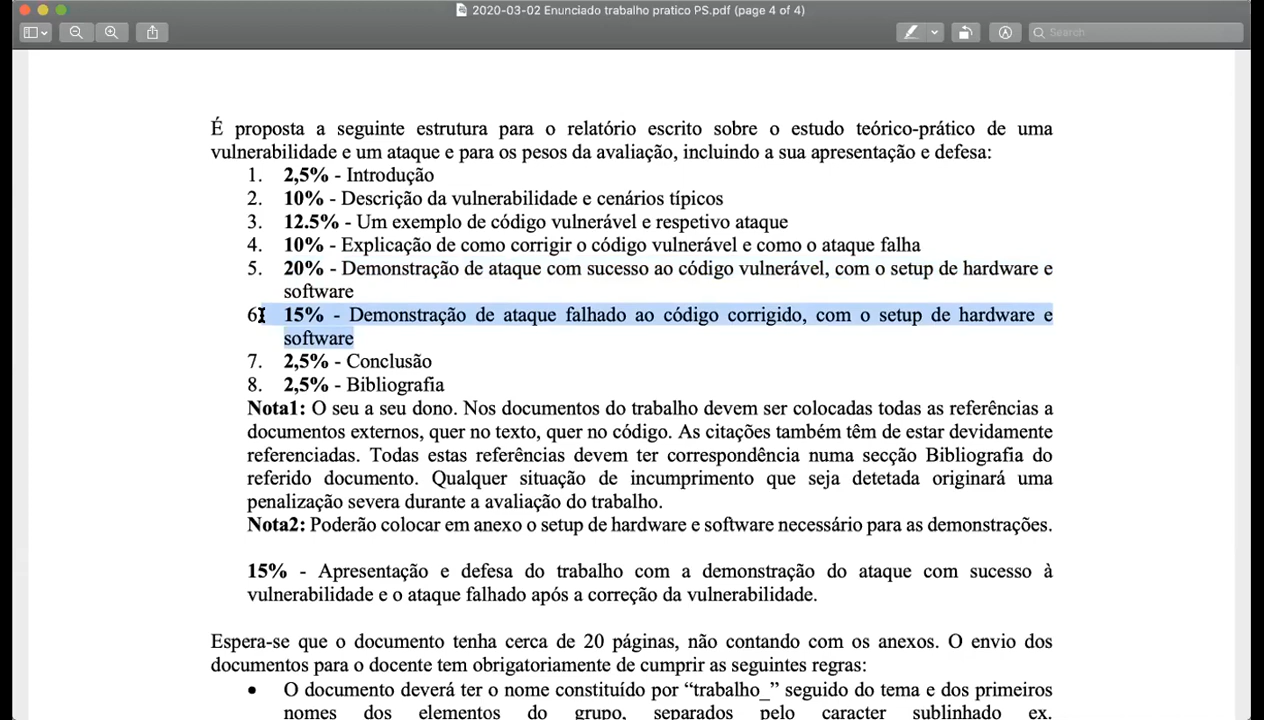 2020-03-02 Enunciado trabalho pratico PS.pdf (page 4 of 4)
Search
É proposta a seguinte estrutura para o relatório escrito sobre o estudo teórico-prático de uma
vulnerabilidade e um ataque e para os pesos da avaliação, incluindo a sua apresentação e defesa:
1. 2,5% - Introdução
2. 10% - Descrição da vulnerabilidade e cenários típicos
3. 12.5% - Um exemplo de código vulnerável e respetivo ataque
4. 10% - Explicação de como corrigir o código vulnerável e como o ataque falha
5. 20% - Demonstração de ataque com sucesso ao código vulnerável, com o setup de hardware e
software
6. 15% - Demonstração de ataque falhado ao código corrigido, com o setup de hardware e
software
7. 2,5% - Conclusão
8. 2,5% - Bibliografia
Nota1: O seu a seu dono. Nos documentos do trabalho devem ser colocadas todas as referências a
documentos externos, quer no texto, quer no código. As citações também têm de estar devidamente
referenciadas. Todas estas referências devem ter correspondência numa secção Bibliografia do
referido documento. Qualquer situação de incumprimento que seja detetada originará uma
penalização severa durante a avaliação do trabalho.
Nota2: Poderão colocar em anexo o setup de hardware e software necessário para as demonstrações.
15% - Apresentação e defesa do trabalho com a demonstração do ataque com sucesso à
vulnerabilidade e o ataque falhado após a correção da vulnerabilidade.
Espera-se que o documento tenha cerca de 20 páginas, não contando com os anexos. O envio dos
documentos para o docente tem obrigatoriamente de cumprir as seguintes regras:
• O documento deverá ter o nome constituído por “trabalho_” seguido do tema e dos primeiros
nomes dos elementos do grupo, separados pelo caracter sublinhado ex.